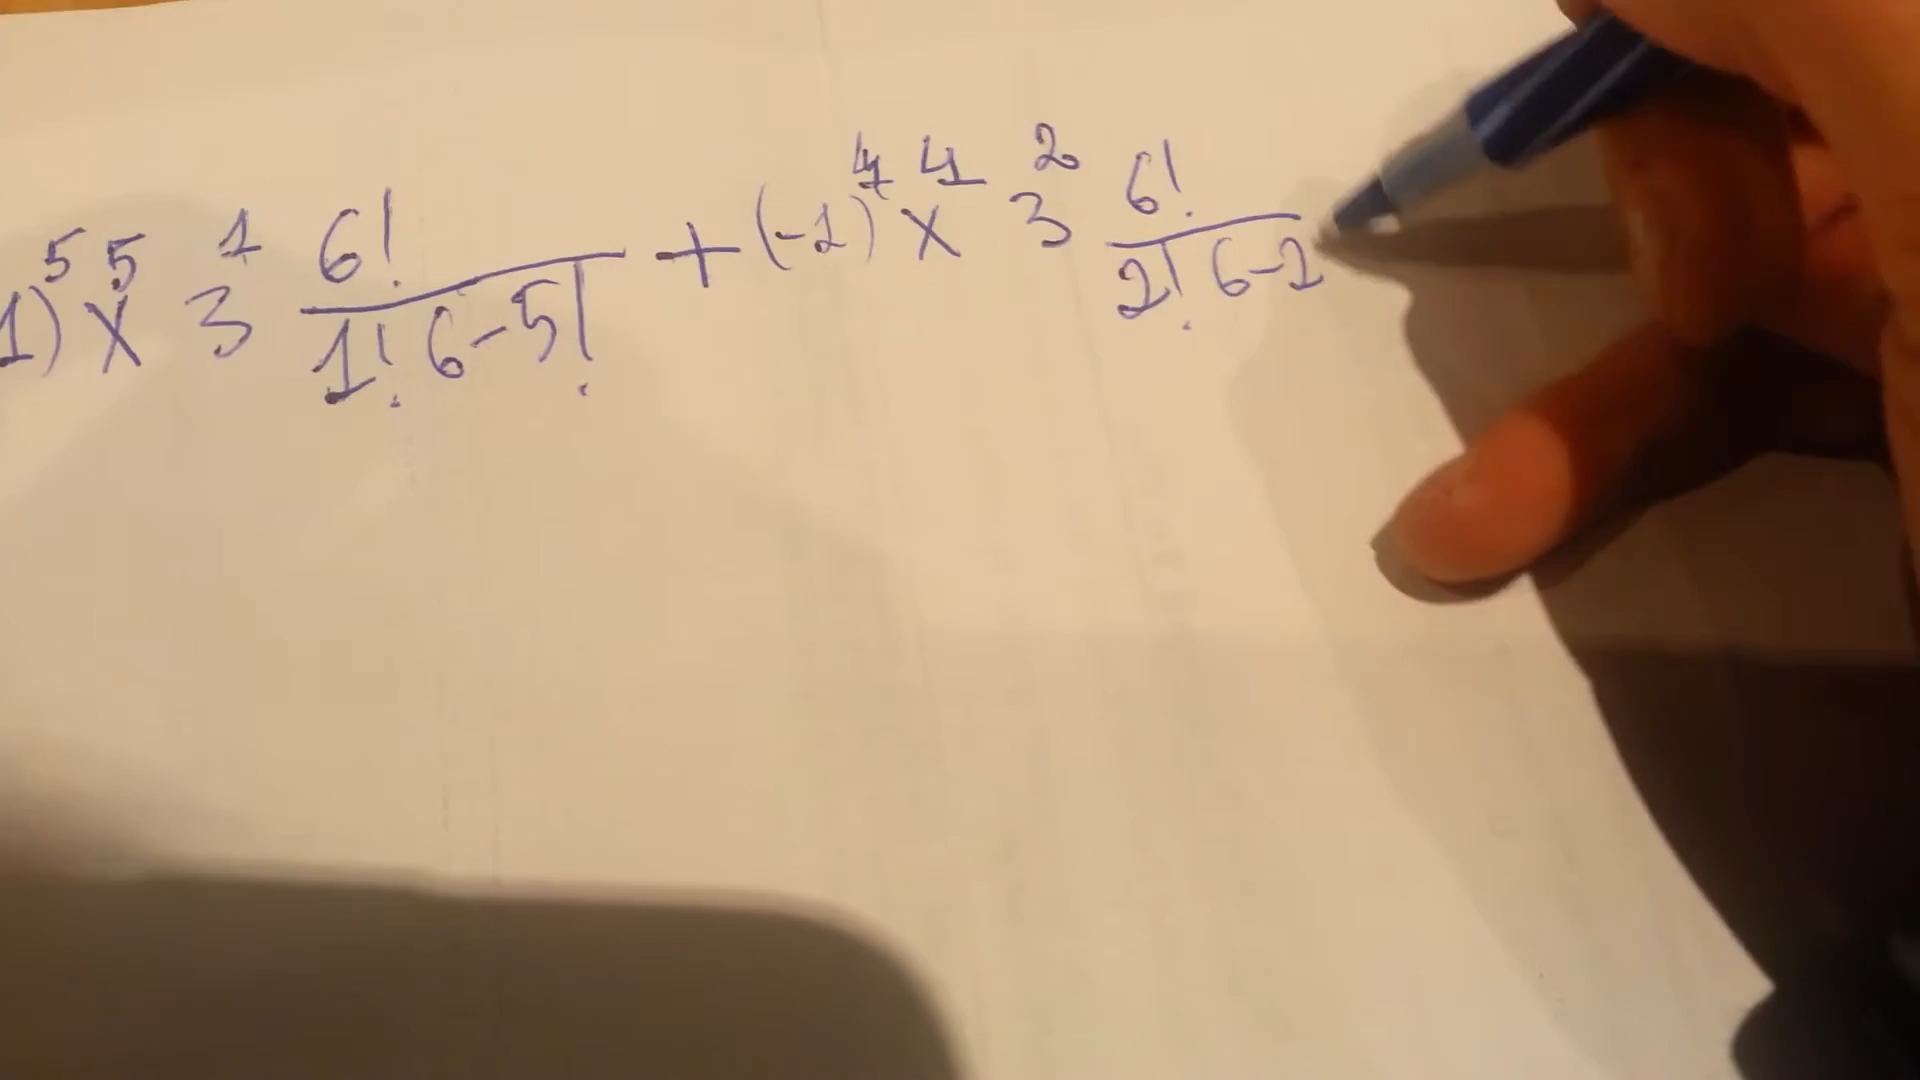 1)⁵ x⁵ 3¹ 6!/1! 6-5! + (-1)⁴ x⁴ 3² 6!/2! 6-2